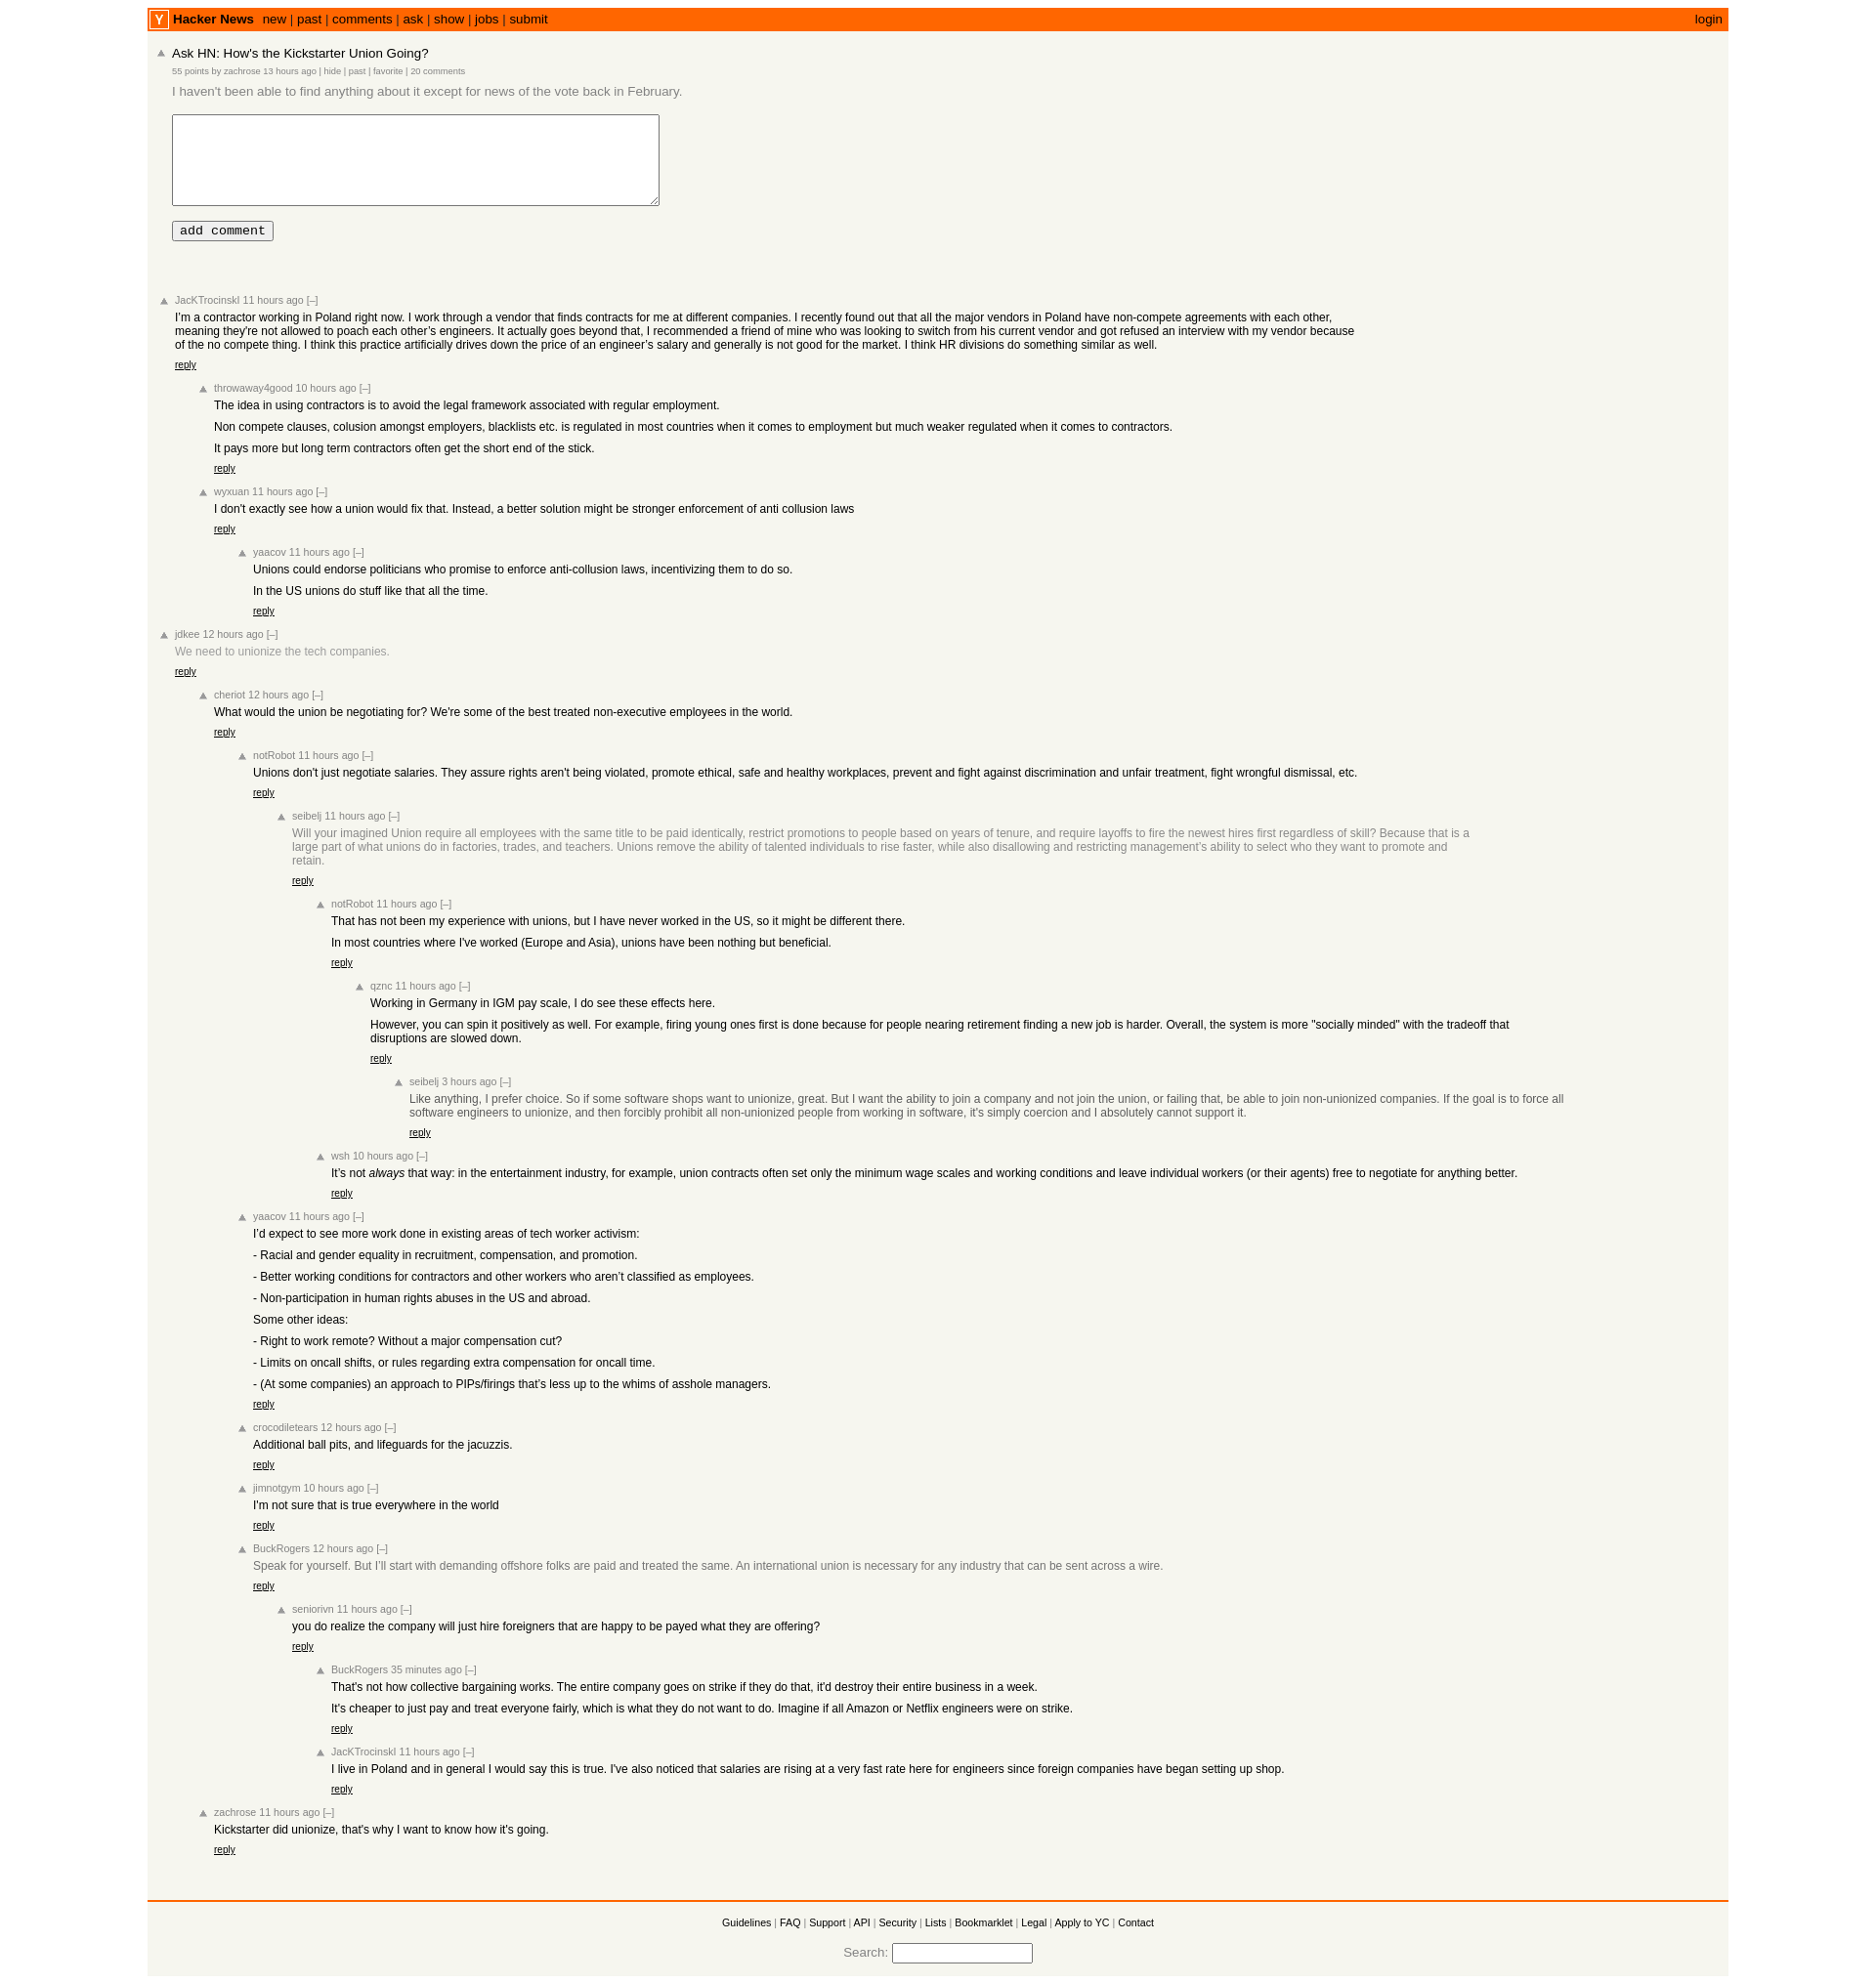 Y Hacker News new | past | comments | ask | show | jobs | submit login
Ask HN: How's the Kickstarter Union Going?
55 points by zachrose 13 hours ago | hide | past | favorite | 20 comments
I haven't been able to find anything about it except for news of the vote back in February.
add comment
JacKTrocinskI 11 hours ago [–]
I’m a contractor working in Poland right now. I work through a vendor that finds contracts for me at different companies. I recently found out that all the major vendors in Poland have non-compete agreements with each other,
meaning they're not allowed to poach each other’s engineers. It actually goes beyond that, I recommended a friend of mine who was looking to switch from his current vendor and got refused an interview with my vendor because
of the no compete thing. I think this practice artificially drives down the price of an engineer’s salary and generally is not good for the market. I think HR divisions do something similar as well.
reply
throwaway4good 10 hours ago [–]
The idea in using contractors is to avoid the legal framework associated with regular employment.
Non compete clauses, colusion amongst employers, blacklists etc. is regulated in most countries when it comes to employment but much weaker regulated when it comes to contractors.
It pays more but long term contractors often get the short end of the stick.
reply
wyxuan 11 hours ago [–]
I don't exactly see how a union would fix that. Instead, a better solution might be stronger enforcement of anti collusion laws
reply
yaacov 11 hours ago [–]
Unions could endorse politicians who promise to enforce anti-collusion laws, incentivizing them to do so.
In the US unions do stuff like that all the time.
reply
jdkee 12 hours ago [–]
We need to unionize the tech companies.
reply
cheriot 12 hours ago [–]
What would the union be negotiating for? We're some of the best treated non-executive employees in the world.
reply
notRobot 11 hours ago [–]
Unions don't just negotiate salaries. They assure rights aren't being violated, promote ethical, safe and healthy workplaces, prevent and fight against discrimination and unfair treatment, fight wrongful dismissal, etc.
reply
seibelj 11 hours ago [–]
Will your imagined Union require all employees with the same title to be paid identically, restrict promotions to people based on years of tenure, and require layoffs to fire the newest hires first regardless of skill? Because that is a
large part of what unions do in factories, trades, and teachers. Unions remove the ability of talented individuals to rise faster, while also disallowing and restricting management’s ability to select who they want to promote and
retain.
reply
notRobot 11 hours ago [–]
That has not been my experience with unions, but I have never worked in the US, so it might be different there.
In most countries where I've worked (Europe and Asia), unions have been nothing but beneficial.
reply
qznc 11 hours ago [–]
Working in Germany in IGM pay scale, I do see these effects here.
However, you can spin it positively as well. For example, firing young ones first is done because for people nearing retirement finding a new job is harder. Overall, the system is more "socially minded" with the tradeoff that
disruptions are slowed down.
reply
seibelj 3 hours ago [–]
Like anything, I prefer choice. So if some software shops want to unionize, great. But I want the ability to join a company and not join the union, or failing that, be able to join non-unionized companies. If the goal is to force all
software engineers to unionize, and then forcibly prohibit all non-unionized people from working in software, it's simply coercion and I absolutely cannot support it.
reply
wsh 10 hours ago [–]
It’s not always that way: in the entertainment industry, for example, union contracts often set only the minimum wage scales and working conditions and leave individual workers (or their agents) free to negotiate for anything better.
reply
yaacov 11 hours ago [–]
I’d expect to see more work done in existing areas of tech worker activism:
- Racial and gender equality in recruitment, compensation, and promotion.
- Better working conditions for contractors and other workers who aren’t classified as employees.
- Non-participation in human rights abuses in the US and abroad.
Some other ideas:
- Right to work remote? Without a major compensation cut?
- Limits on oncall shifts, or rules regarding extra compensation for oncall time.
- (At some companies) an approach to PIPs/firings that’s less up to the whims of asshole managers.
reply
crocodiletears 12 hours ago [–]
Additional ball pits, and lifeguards for the jacuzzis.
reply
jimnotgym 10 hours ago [–]
I'm not sure that is true everywhere in the world
reply
BuckRogers 12 hours ago [–]
Speak for yourself. But I’ll start with demanding offshore folks are paid and treated the same. An international union is necessary for any industry that can be sent across a wire.
reply
seniorivn 11 hours ago [–]
you do realize the company will just hire foreigners that are happy to be payed what they are offering?
reply
BuckRogers 35 minutes ago [–]
That's not how collective bargaining works. The entire company goes on strike if they do that, it'd destroy their entire business in a week.
It's cheaper to just pay and treat everyone fairly, which is what they do not want to do. Imagine if all Amazon or Netflix engineers were on strike.
reply
JacKTrocinskI 11 hours ago [–]
I live in Poland and in general I would say this is true. I've also noticed that salaries are rising at a very fast rate here for engineers since foreign companies have began setting up shop.
reply
zachrose 11 hours ago [–]
Kickstarter did unionize, that's why I want to know how it's going.
reply
Guidelines | FAQ | Support | API | Security | Lists | Bookmarklet | Legal | Apply to YC | Contact
Search: